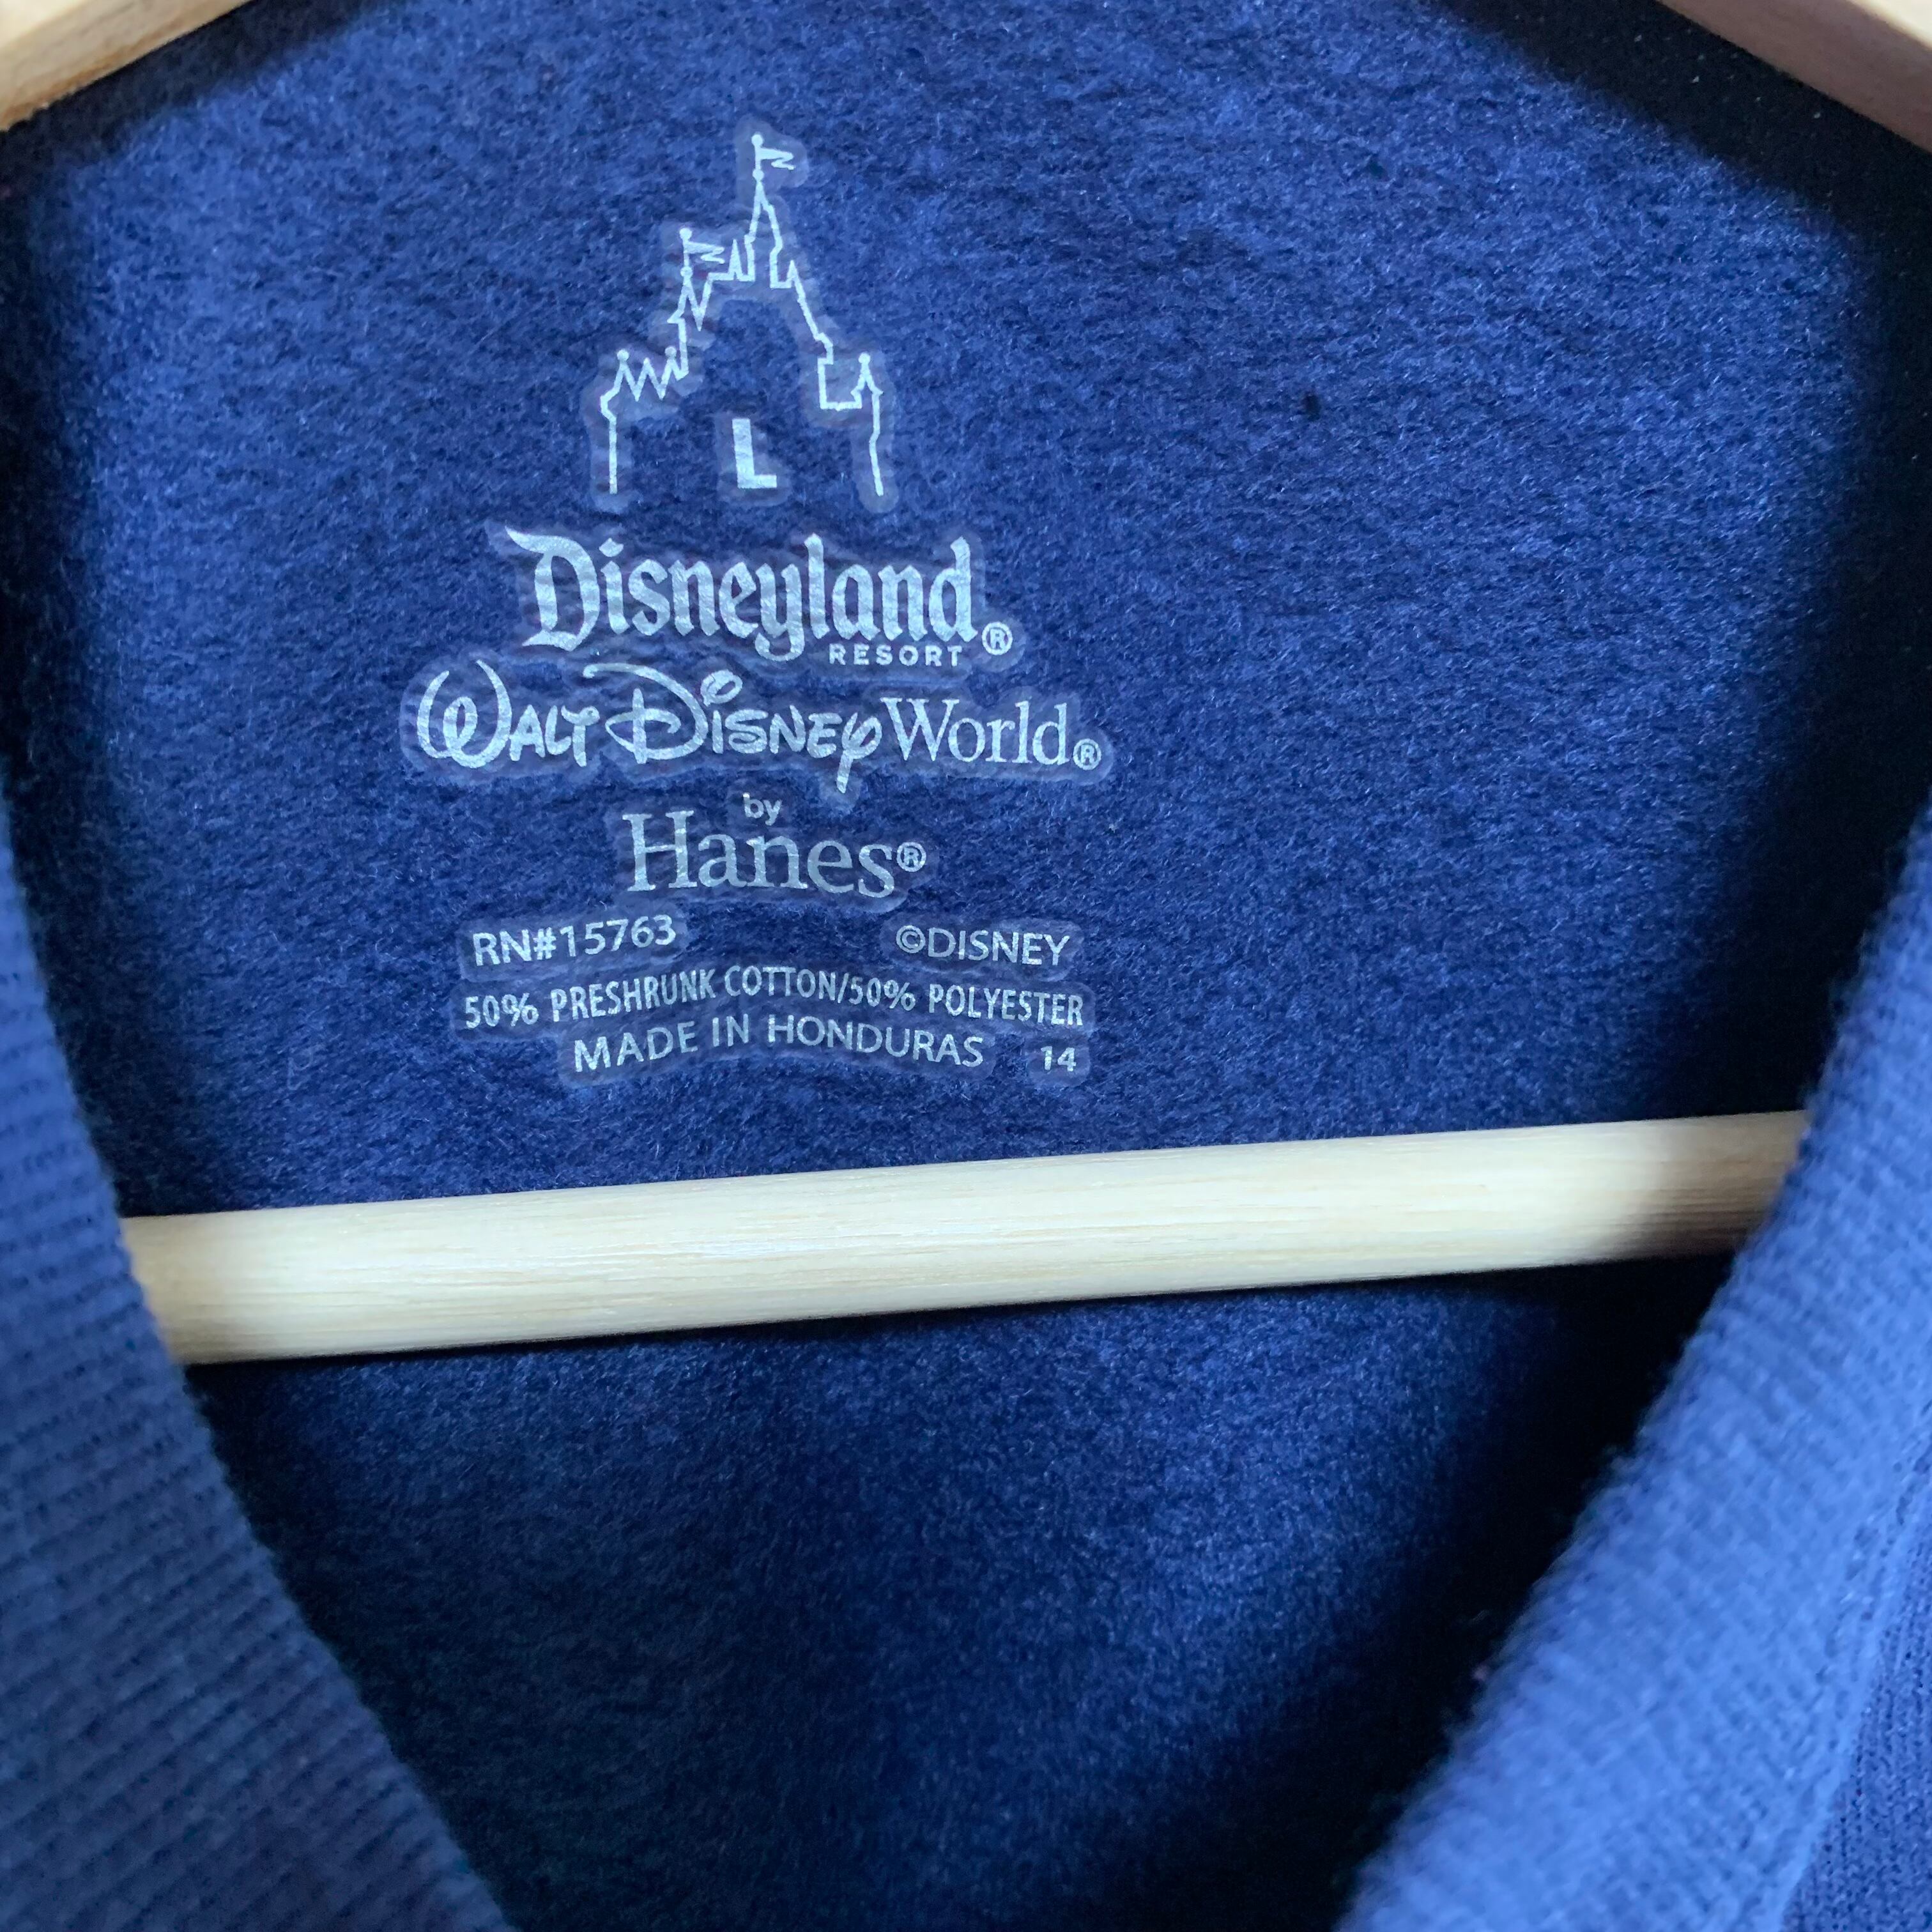 L
Disneyland®
RESORT
WALT DISNEY World®
by
Hanes®
RN#15763 ©DISNEY
50% PRESHRUNK COTTON/50% POLYESTER
MADE IN HONDURAS 14